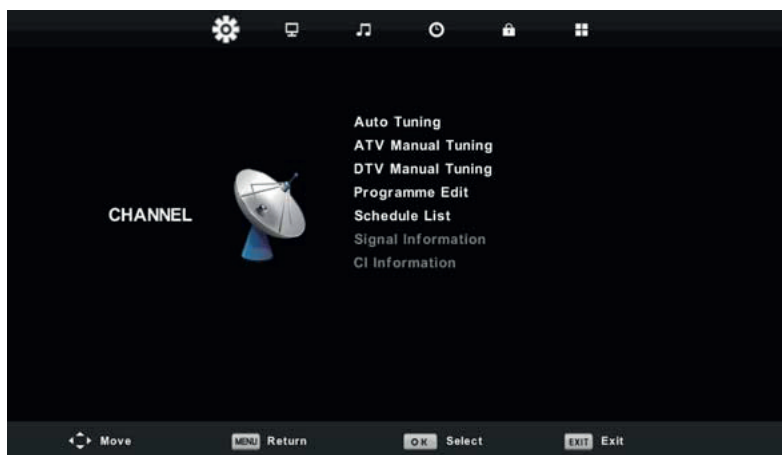 Auto Tuning
ATV Manual Tuning
DTV Manual Tuning
Programme Edit
CHANNEL
Schedule List
Signal Information
CI Information
Move
MENU Return
OK Select
EXIT Exit